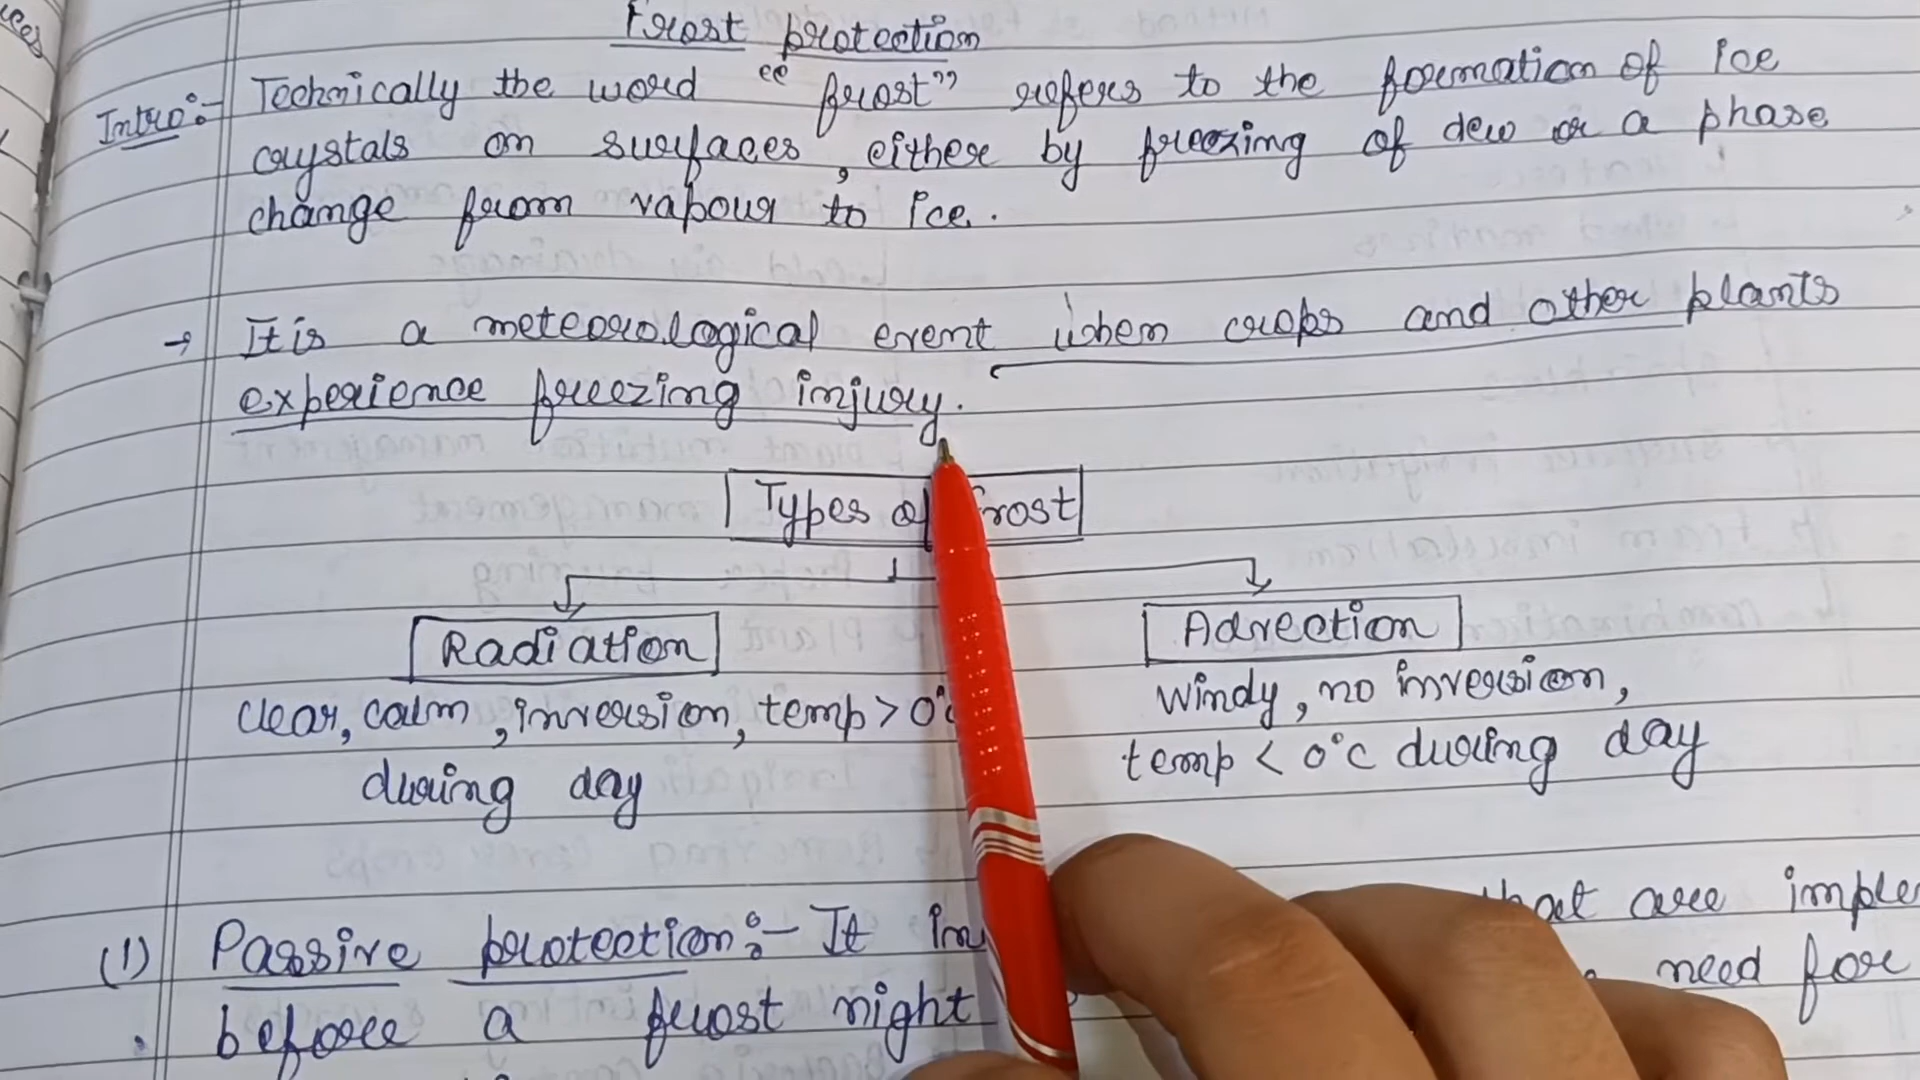 Frost protection
Intro:- Technically the word "frost" refers to the formation of ice
crystals on surfaces, either by freezing of dew or a phase
change from vapour to ice.
→ It is a meteorological event when crops and other plants
experience freezing injury.
Types of frost
Radiation
Advection
clear, calm, inversion, temp > 0°c
during day
windy, no inversion,
temp < 0°c during day
(1) Passive protection:- It in that are imple
before a frost night need for